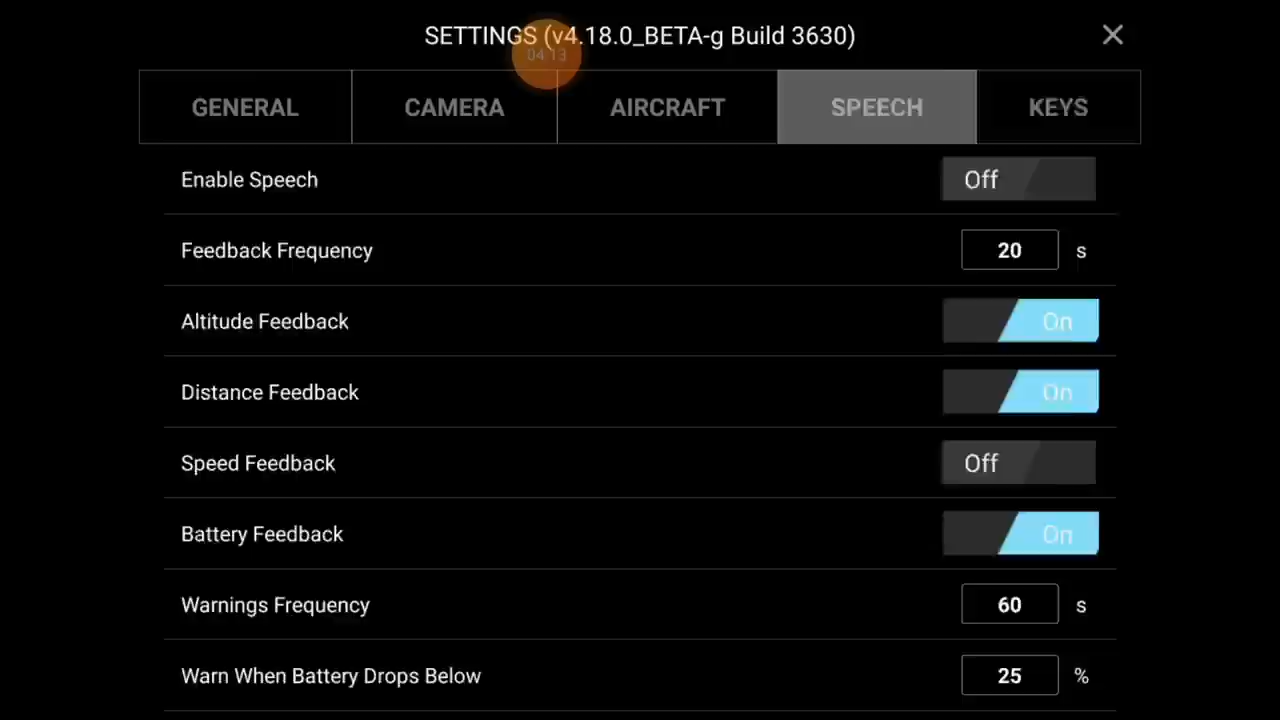 SETTINGS (v4.18.0_BETA-g Build 3630)
04:13
GENERAL CAMERA AIRCRAFT SPEECH KEYS
Enable Speech Off
Feedback Frequency 20 s
Altitude Feedback On
Distance Feedback On
Speed Feedback Off
Battery Feedback On
Warnings Frequency 60 s
Warn When Battery Drops Below 25 %